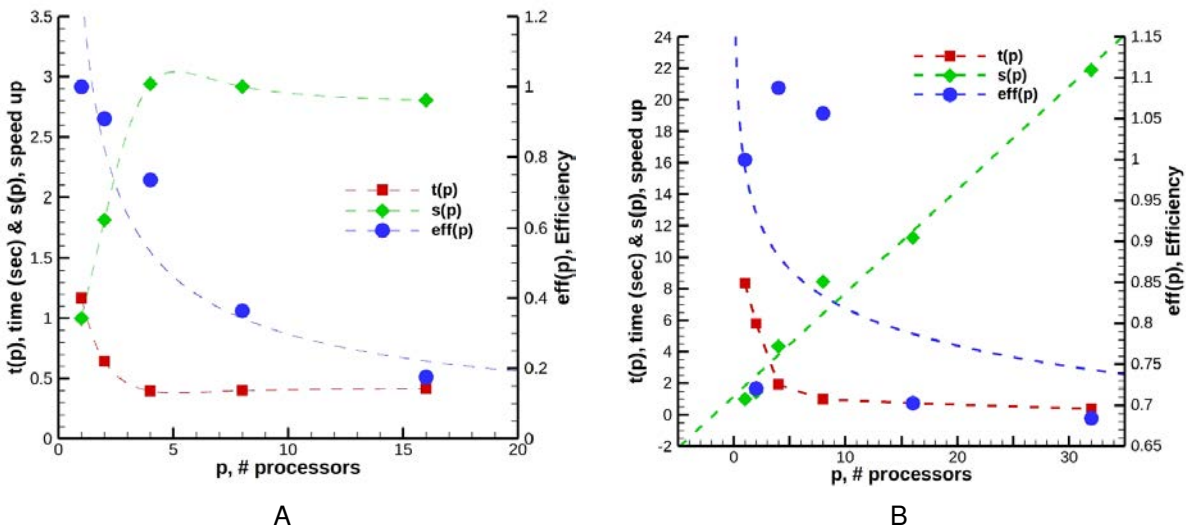 3.5
3
2.5
2
1.5
1
0.5
0
t(p), time (sec) & s(p), speed up
1.2
1
0.8
0.6
0.4
0.2
0
eff(p), Efficiency
t(p)
s(p)
eff(p)
0 5 10 15 20
p, # processors
A
24
22
20
18
16
14
12
10
8
6
4
2
0
-2
t(p), time (sec) & s(p), speed up
1.15
1.1
1.05
1
0.95
0.9
0.85
0.8
0.75
0.7
0.65
eff(p), Efficiency
t(p)
s(p)
eff(p)
0 10 20 30
p, # processors
B